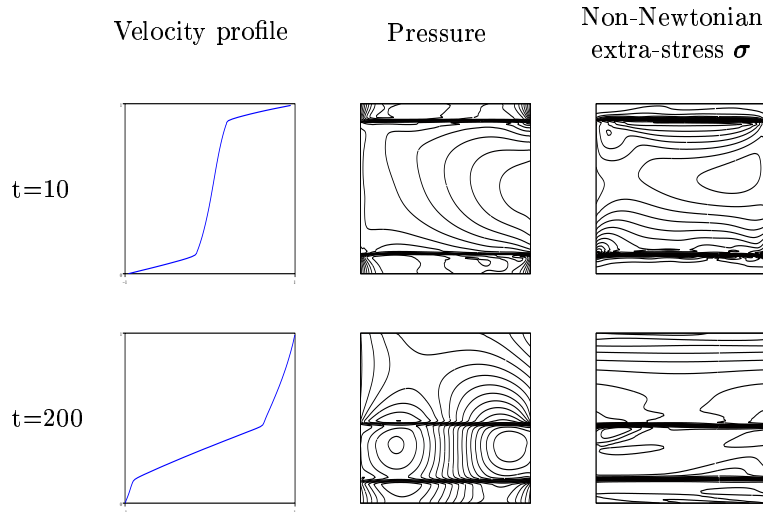 Velocity profile
Pressure
Non-Newtonian
extra-stress σ
t=10
t=200